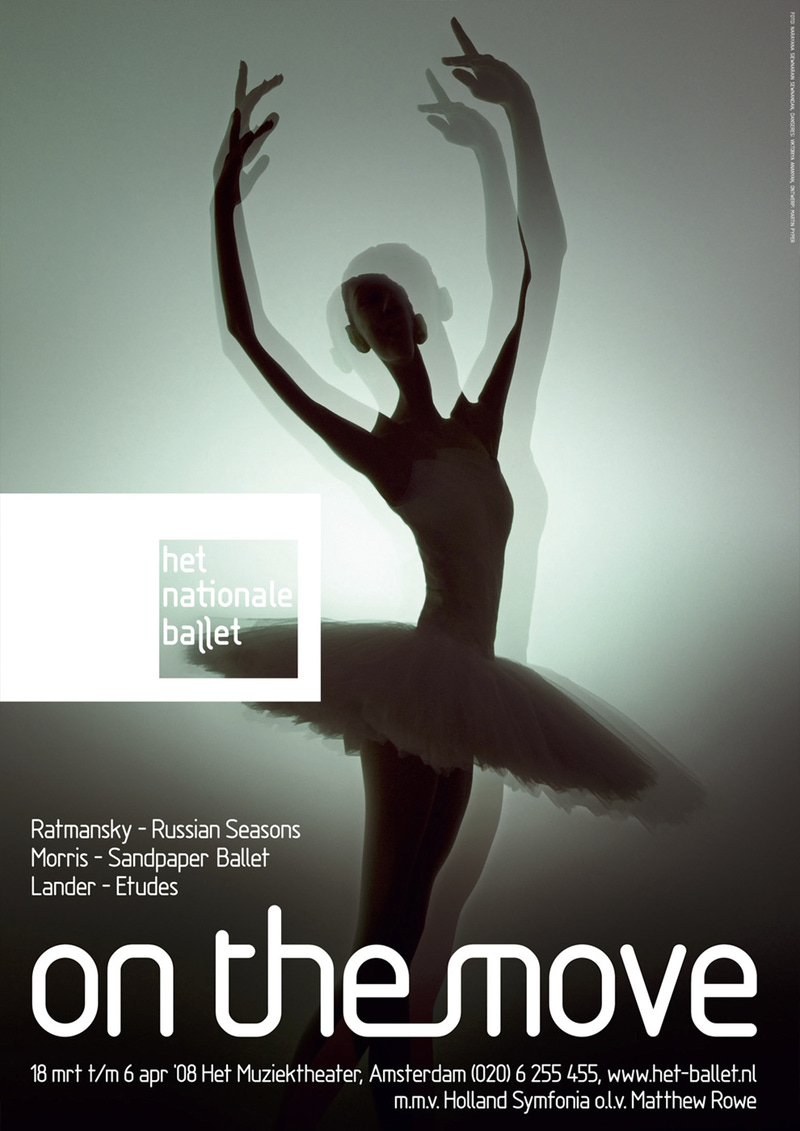 het
nationale
ballet
Ratmansky - Russian Seasons
Morris - Sandpaper Ballet
Lander - Etudes
on the move
18 mrt t/m 6 apr '08 Het Muziektheater, Amsterdam (020) 6 255 455, www.het-ballet.nl
m.m.v. Holland Symfonia o.l.v. Matthew Rowe